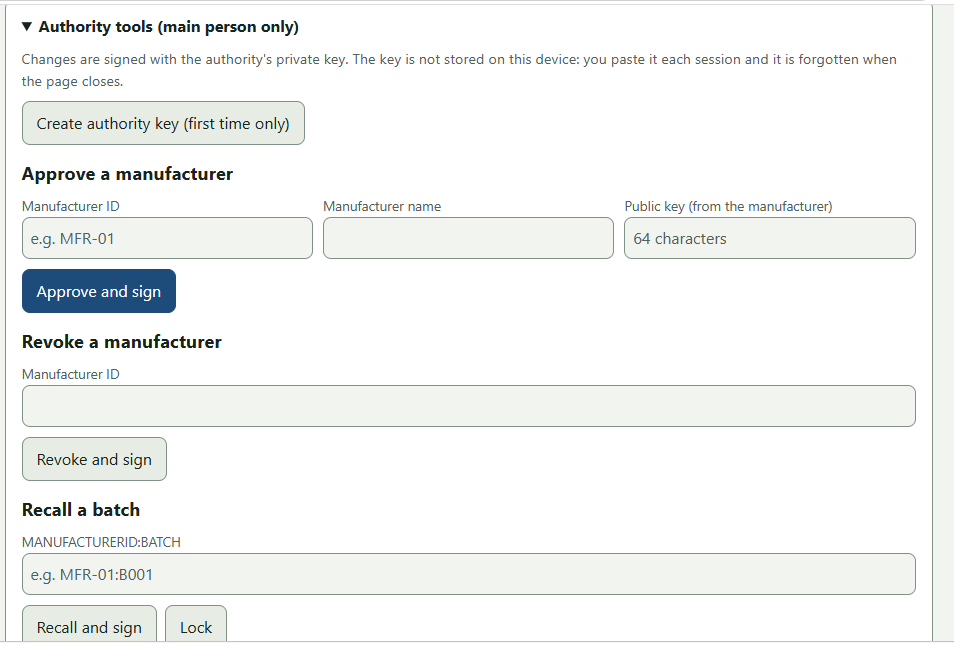 ▼ Authority tools (main person only)
Changes are signed with the authority's private key. The key is not stored on this device: you paste it each session and it is forgotten when
the page closes.
Create authority key (first time only)
Approve a manufacturer
Manufacturer ID
Manufacturer name
Public key (from the manufacturer)
e.g. MFR-01
64 characters
Approve and sign
Revoke a manufacturer
Manufacturer ID
Revoke and sign
Recall a batch
MANUFACTURERID:BATCH
e.g. MFR-01:B001
Recall and sign
Lock